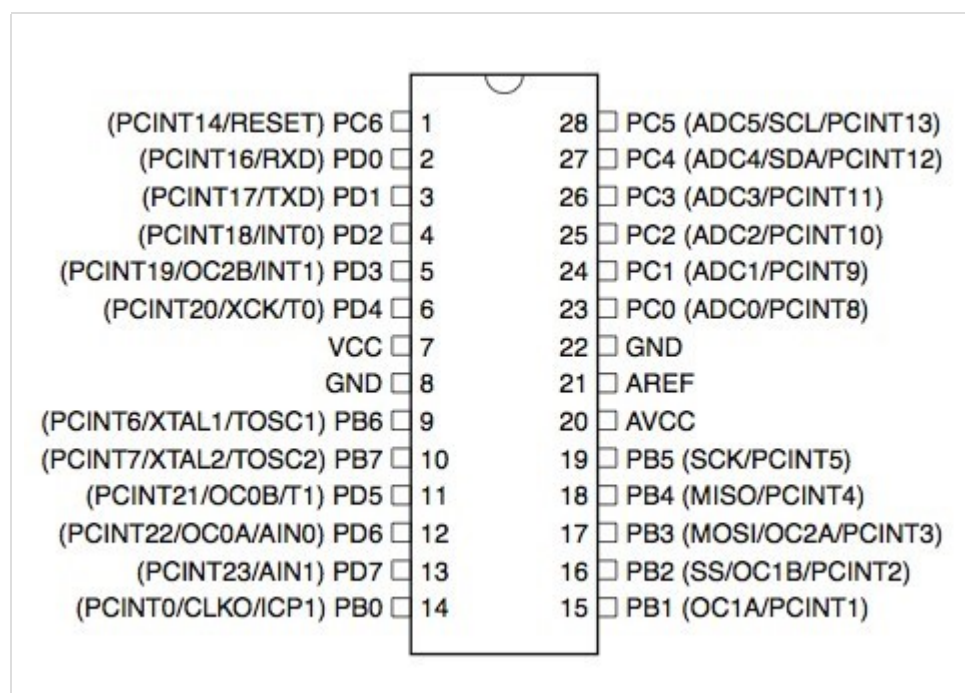 (PCINT14/RESET) PC6 1 28 PC5 (ADC5/SCL/PCINT13)
(PCINT16/RXD) PD0 2 27 PC4 (ADC4/SDA/PCINT12)
(PCINT17/TXD) PD1 3 26 PC3 (ADC3/PCINT11)
(PCINT18/INT0) PD2 4 25 PC2 (ADC2/PCINT10)
(PCINT19/OC2B/INT1) PD3 5 24 PC1 (ADC1/PCINT9)
(PCINT20/XCK/T0) PD4 6 23 PC0 (ADC0/PCINT8)
VCC 7 22 GND
GND 8 21 AREF
(PCINT6/XTAL1/TOSC1) PB6 9 20 AVCC
(PCINT7/XTAL2/TOSC2) PB7 10 19 PB5 (SCK/PCINT5)
(PCINT21/OC0B/T1) PD5 11 18 PB4 (MISO/PCINT4)
(PCINT22/OC0A/AIN0) PD6 12 17 PB3 (MOSI/OC2A/PCINT3)
(PCINT23/AIN1) PD7 13 16 PB2 (SS/OC1B/PCINT2)
(PCINT0/CLKO/ICP1) PB0 14 15 PB1 (OC1A/PCINT1)